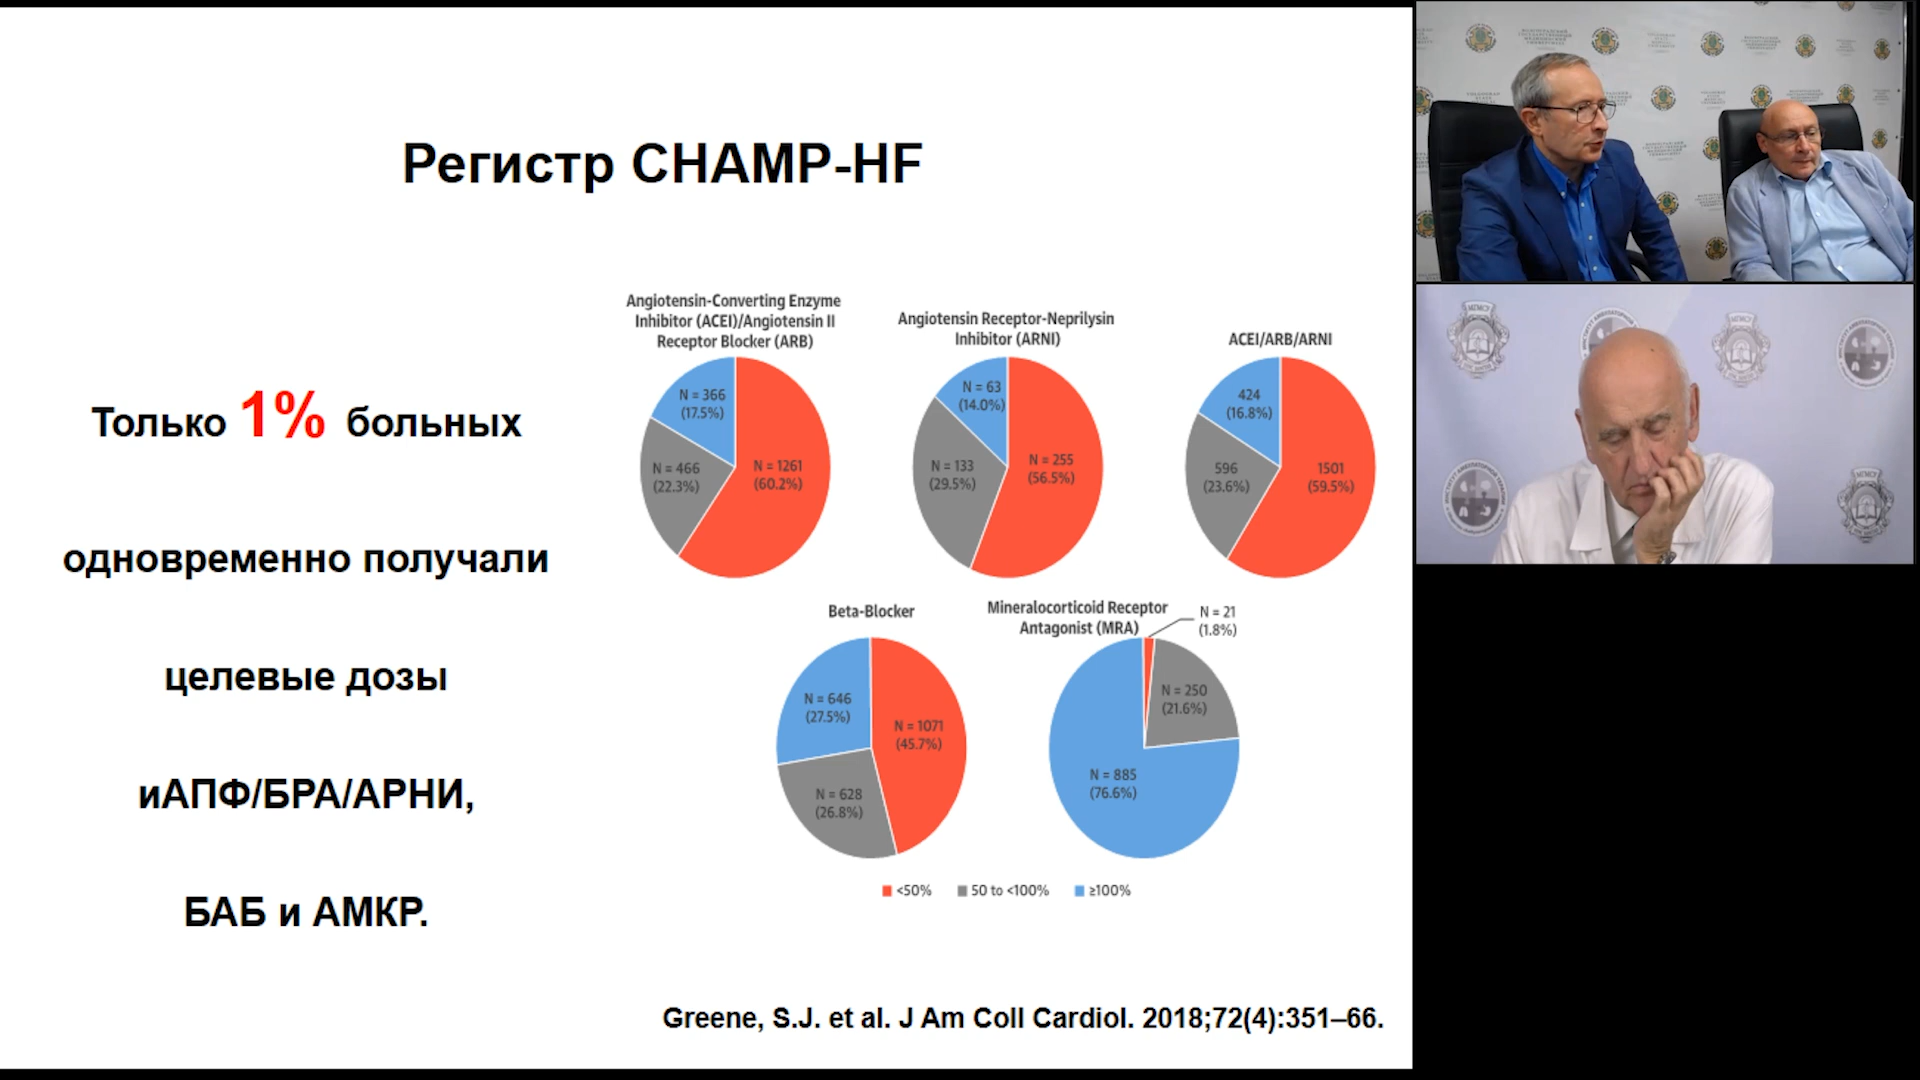 Регистр CHAMP-HF
Только 1% больных
одновременно получали
целевые дозы
иАПФ/БРА/АРНИ,
БАБ и АМКР.
Angiotensin-Converting Enzyme
Inhibitor (ACEI)/Angiotensin II
Receptor Blocker (ARB)
N = 366
(17.5%)
N = 466
(22.3%)
N = 1261
(60.2%)
Angiotensin Receptor-Neprilysin
Inhibitor (ARNI)
N = 63
(14.0%)
N = 133
(29.5%)
N = 255
(56.5%)
ACEI/ARB/ARNI
424
(16.8%)
596
(23.6%)
1501
(59.5%)
Beta-Blocker
N = 646
(27.5%)
N = 1071
(45.7%)
N = 628
(26.8%)
Mineralocorticoid Receptor
Antagonist (MRA)
N = 21
(1.8%)
N = 250
(21.6%)
N = 885
(76.6%)
<50%
50 to <100%
≥100%
Greene, S.J. et al. J Am Coll Cardiol. 2018;72(4):351–66.